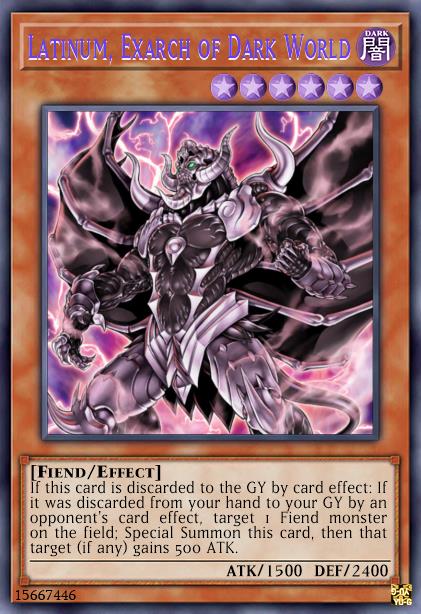 LATINUM, EXARCH OF DARK WORLD
DARK
闇
[FIEND/EFFECT]
If this card is discarded to the GY by card effect: If
it was discarded from your hand to your GY by an
opponent's card effect, target 1 Fiend monster
on the field; Special Summon this card, then that
target (if any) gains 500 ATK.
ATK/1500 DEF/2400
15667446